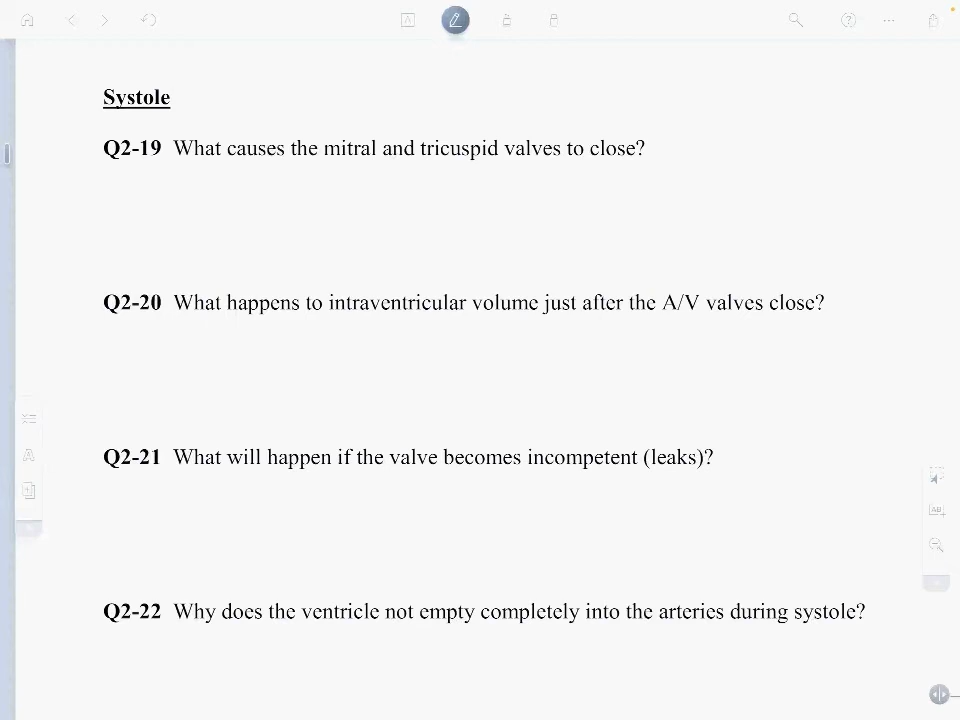 Systole
Q2-19 What causes the mitral and tricuspid valves to close?
Q2-20 What happens to intraventricular volume just after the A/V valves close?
Q2-21 What will happen if the valve becomes incompetent (leaks)?
Q2-22 Why does the ventricle not empty completely into the arteries during systole?